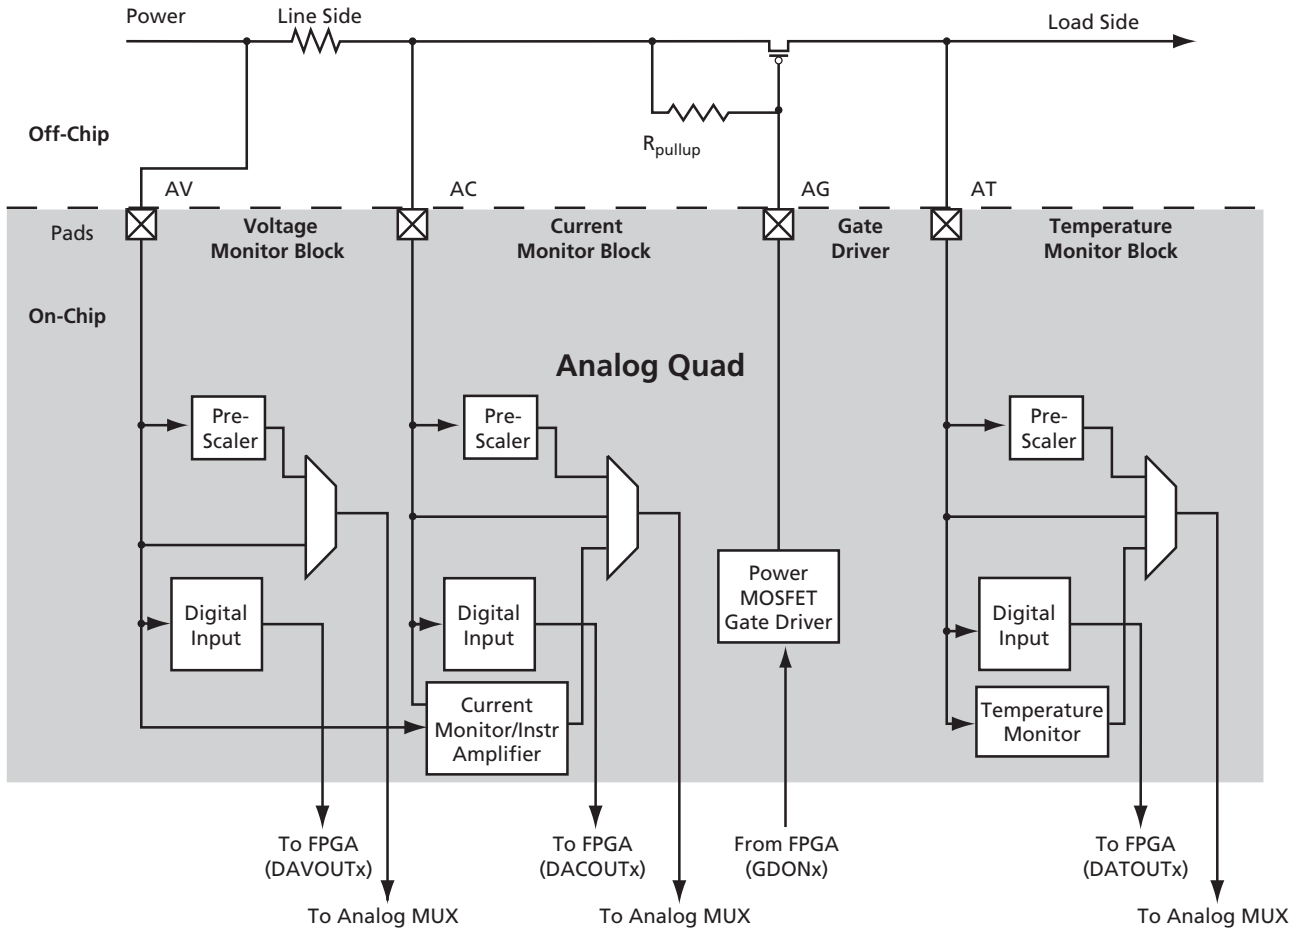 Power
Line Side
Load Side
Off-Chip
Rpullup
AV
AC
AG
AT
Pads
Voltage
Monitor Block
Current
Monitor Block
Gate
Driver
Temperature
Monitor Block
On-Chip
Analog Quad
Pre-
Scaler
Pre-
Scaler
Pre-
Scaler
Digital
Input
Digital
Input
Power
MOSFET
Gate Driver
Digital
Input
Current
Monitor/Instr
Amplifier
Temperature
Monitor
To FPGA
(DAVOUTx)
To FPGA
(DACOUTx)
From FPGA
(GDONx)
To FPGA
(DATOUTx)
To Analog MUX
To Analog MUX
To Analog MUX